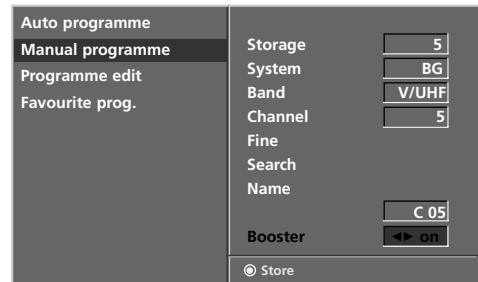 Auto programme
Manual programme
Programme edit
Favourite prog.
Storage 5
System BG
Band V/UHF
Channel 5
Fine
Search
Name
C 05
Booster ◄► on
◉ Store